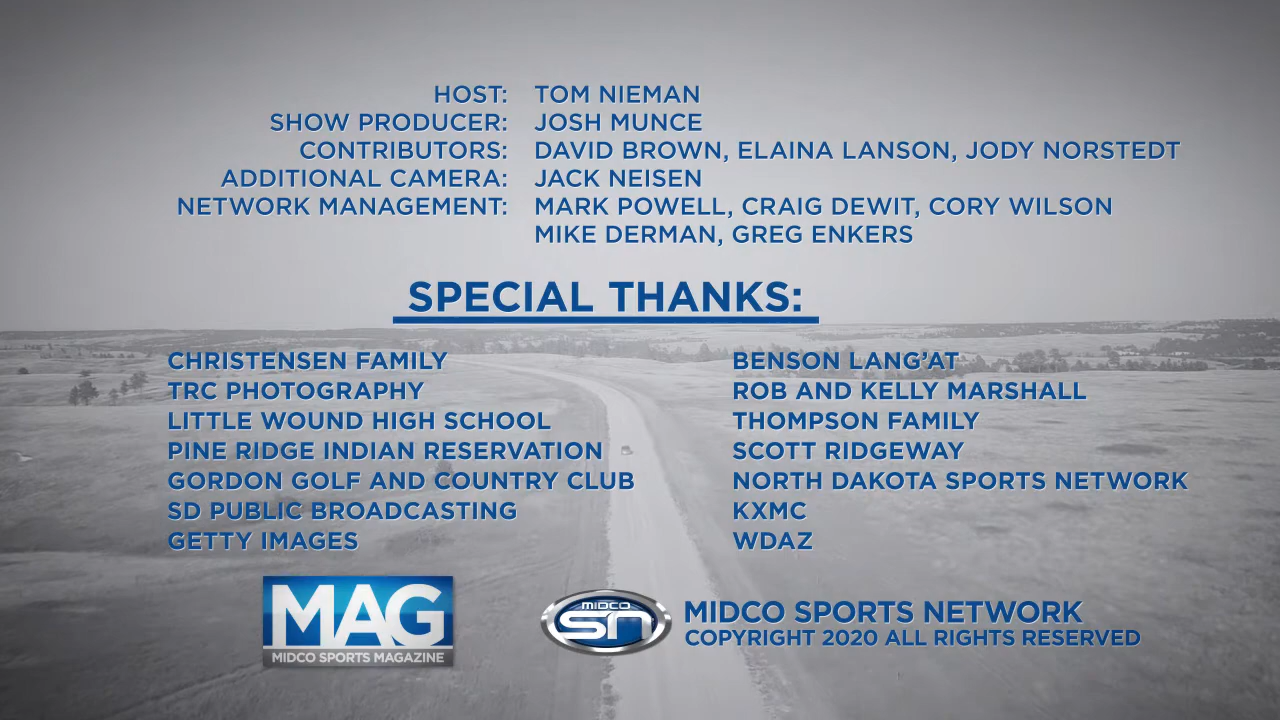 HOST: TOM NIEMAN
SHOW PRODUCER: JOSH MUNCE
CONTRIBUTORS: DAVID BROWN, ELAINA LANSON, JODY NORSTEDT
ADDITIONAL CAMERA: JACK NEISEN
NETWORK MANAGEMENT: MARK POWELL, CRAIG DEWIT, CORY WILSON
MIKE DERMAN, GREG ENKERS
SPECIAL THANKS:
CHRISTENSEN FAMILY
TRC PHOTOGRAPHY
LITTLE WOUND HIGH SCHOOL
PINE RIDGE INDIAN RESERVATION
GORDON GOLF AND COUNTRY CLUB
SD PUBLIC BROADCASTING
GETTY IMAGES
BENSON LANG'AT
ROB AND KELLY MARSHALL
THOMPSON FAMILY
SCOTT RIDGEWAY
NORTH DAKOTA SPORTS NETWORK
KXMC
WDAZ
MAG
MIDCO SPORTS MAGAZINE
MIDCO
SN
MIDCO SPORTS NETWORK
COPYRIGHT 2020 ALL RIGHTS RESERVED